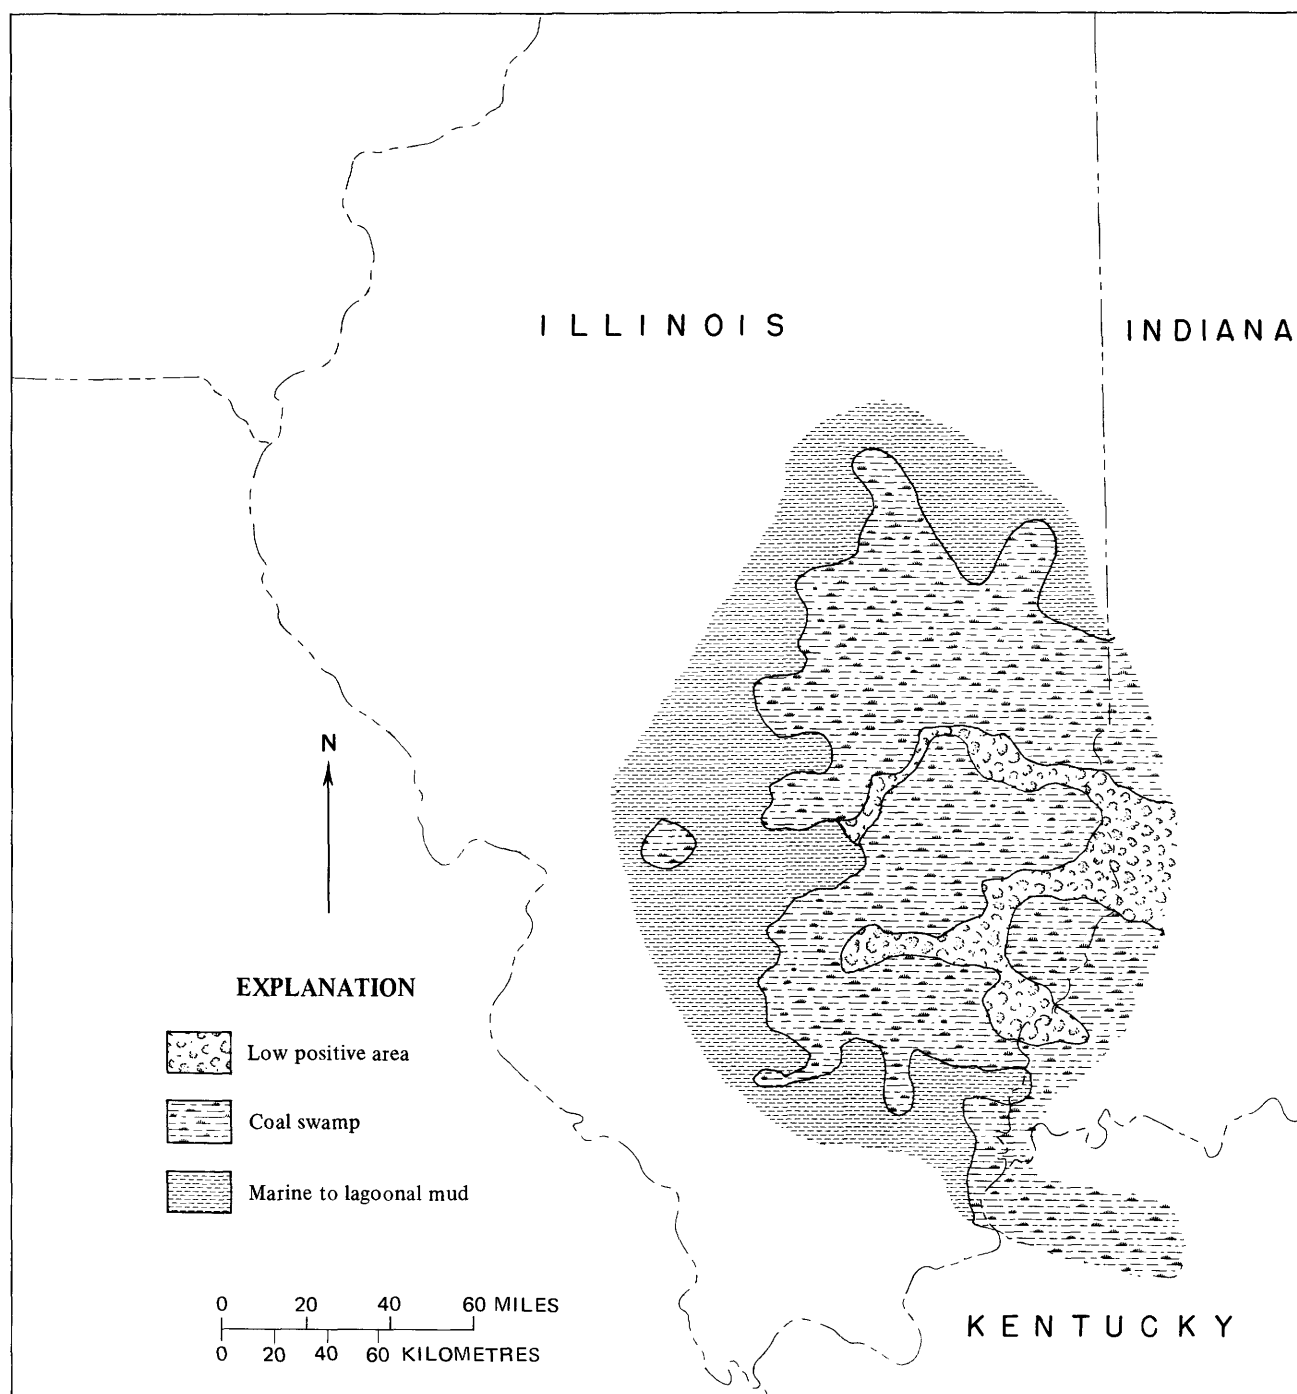 ILLINOIS
INDIANA
N
EXPLANATION
Low positive area
Coal swamp
Marine to lagoonal mud
0 20 40 60 MILES
0 20 40 60 KILOMETRES
KENTUCKY